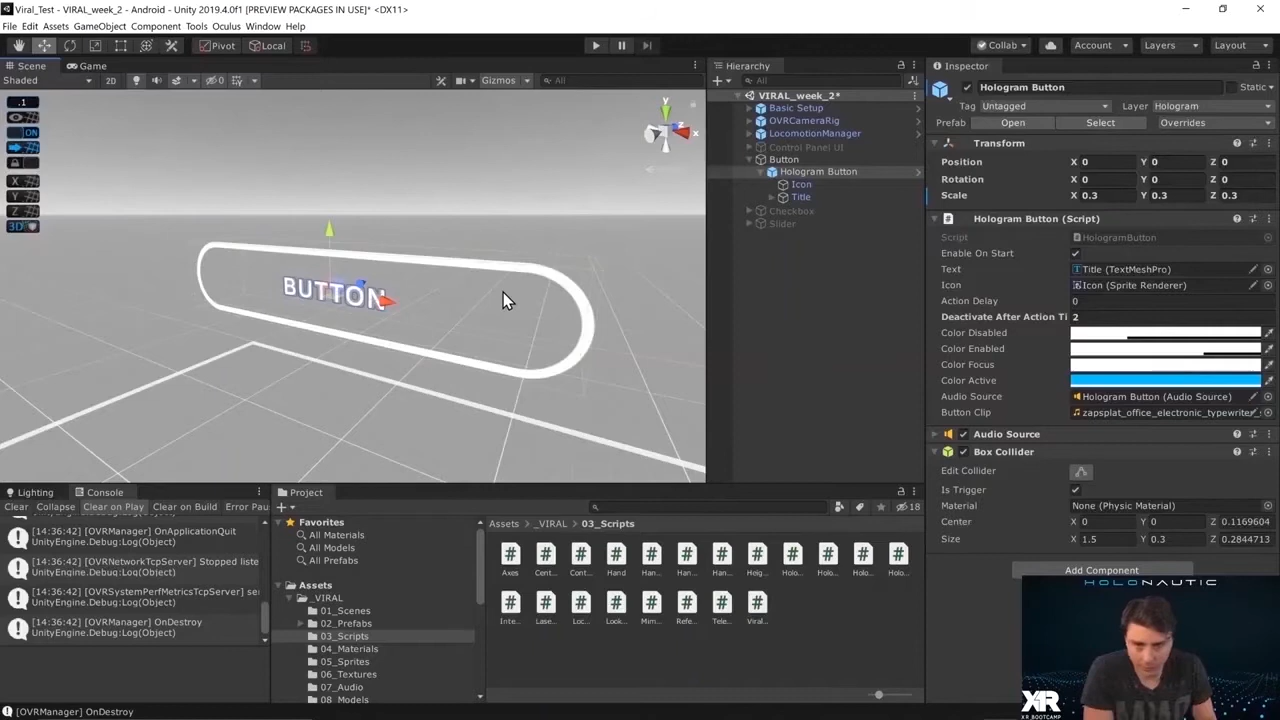 Viral_Test - VIRAL_week_2 - Android - Unity 2019.4.0f1 [PREVIEW PACKAGES IN USE]* <DX11>
File Edit Assets GameObject Component Tools Oculus Window Help
Pivot Local Collab Account Layers Layout
Scene Game
Shaded 2D 0 Gizmos All
.1
ON
X
Y
Z
3D
y
x
z
BUTTON
Hierarchy
All
VIRAL_week_2*
Basic Setup
OVRCameraRig
LocomotionManager
Control Panel UI
Button
Hologram Button
Icon
Title
Checkbox
Slider
Inspector
Hologram Button Static
Tag Untagged Layer Hologram
Prefab Open Select Overrides
Transform
Position X 0 Y 0 Z 0
Rotation X 0 Y 0 Z 0
Scale X 0.3 Y 0.3 Z 0.3
Hologram Button (Script)
Script HologramButton
Enable On Start
Text Title (TextMeshPro)
Icon Icon (Sprite Renderer)
Action Delay 0
Deactivate After Action Ti 2
Color Disabled
Color Enabled
Color Focus
Color Active
Audio Source Hologram Button (Audio Source)
Button Clip zapsplat_office_electronic_typewriter_
Audio Source
Box Collider
Edit Collider
Is Trigger
Material None (Physic Material)
Center X 0 Y 0 Z 0.1169604
Size X 1.5 Y 0.3 Z 0.2844713
Add Component
Lighting Console
Clear Collapse Clear on Play Clear on Build Error Pau
[14:36:42] [OVRManager] OnApplicationQuit
UnityEngine.Debug:Log(Object)
[14:36:42] [OVRNetworkTcpServer] Stopped liste
UnityEngine.Debug:Log(Object)
[14:36:42] [OVRSystemPerfMetricsTcpServer] se
UnityEngine.Debug:Log(Object)
[14:36:42] [OVRManager] OnDestroy
UnityEngine.Debug:Log(Object)
Project
18
Favorites
All Materials
All Models
All Prefabs
Assets
_VIRAL
01_Scenes
02_Prefabs
03_Scripts
04_Materials
05_Sprites
06_Textures
07_Audio
08_Models
Assets _VIRAL 03_Scripts
Axes Cent... Cont... Hand Han... Han... Han... Heig... Holo... Holo... Holo... Holo...
Inte... Lase... Loc... Look... Mim... Refe... Tele... Viral...
HOLONAUTIC
XR
XR_BOOTCAMP
[OVRManager] OnDestroy